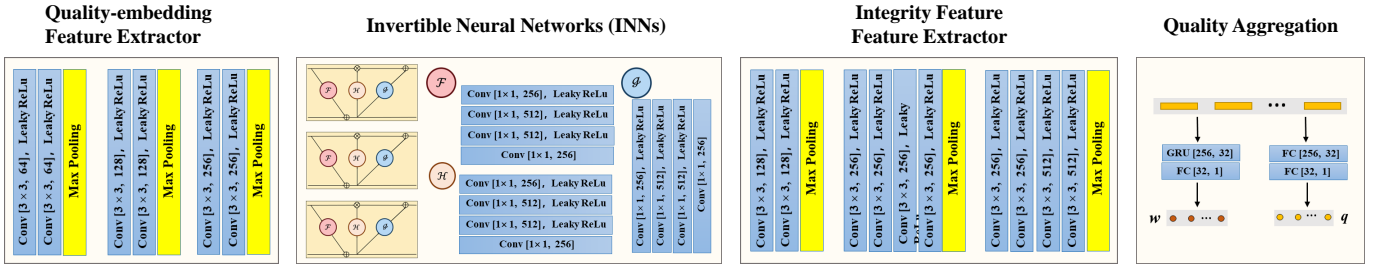 Quality-embedding
Feature Extractor
Conv [3 × 3, 64], Leaky ReLu
Conv [3 × 3, 64], Leaky ReLu
Max Pooling
Conv [3 × 3, 128], Leaky ReLu
Conv [3 × 3, 128], Leaky ReLu
Max Pooling
Conv [3 × 3, 256], Leaky ReLu
Conv [3 × 3, 256], Leaky ReLu
Max Pooling
Invertible Neural Networks (INNs)
ℱ
ℋ
𝒢
ℱ
ℋ
𝒢
ℱ
ℋ
𝒢
ℱ
Conv [1× 1, 256], Leaky ReLu
Conv [1× 1, 512], Leaky ReLu
Conv [1× 1, 512], Leaky ReLu
Conv [1× 1, 256]
ℋ
Conv [1× 1, 256], Leaky ReLu
Conv [1× 1, 512], Leaky ReLu
Conv [1× 1, 512], Leaky ReLu
Conv [1× 1, 256]
𝒢
Conv [1× 1, 256], Leaky ReLu
Conv [1× 1, 512], Leaky ReLu
Conv [1× 1, 512], Leaky ReLu
Conv [1× 1, 256]
Integrity Feature
Feature Extractor
Conv [3 × 3, 128], Leaky ReLu
Conv [3 × 3, 128], Leaky ReLu
Max Pooling
Conv [3 × 3, 256], Leaky ReLu
Conv [3 × 3, 256], Leaky ReLu
Conv [3 × 3, 256], Leaky
Conv [3 × 3, 256], Leaky ReLu
Max Pooling
Conv [3 × 3, 256], Leaky ReLu
Conv [3 × 3, 256], Leaky ReLu
Conv [3 × 3, 512], Leaky ReLu
Conv [3 × 3, 512], Leaky ReLu
Max Pooling
Quality Aggregation
•••
GRU [256, 32]
FC [32, 1]
w
FC [256, 32]
FC [32, 1]
q